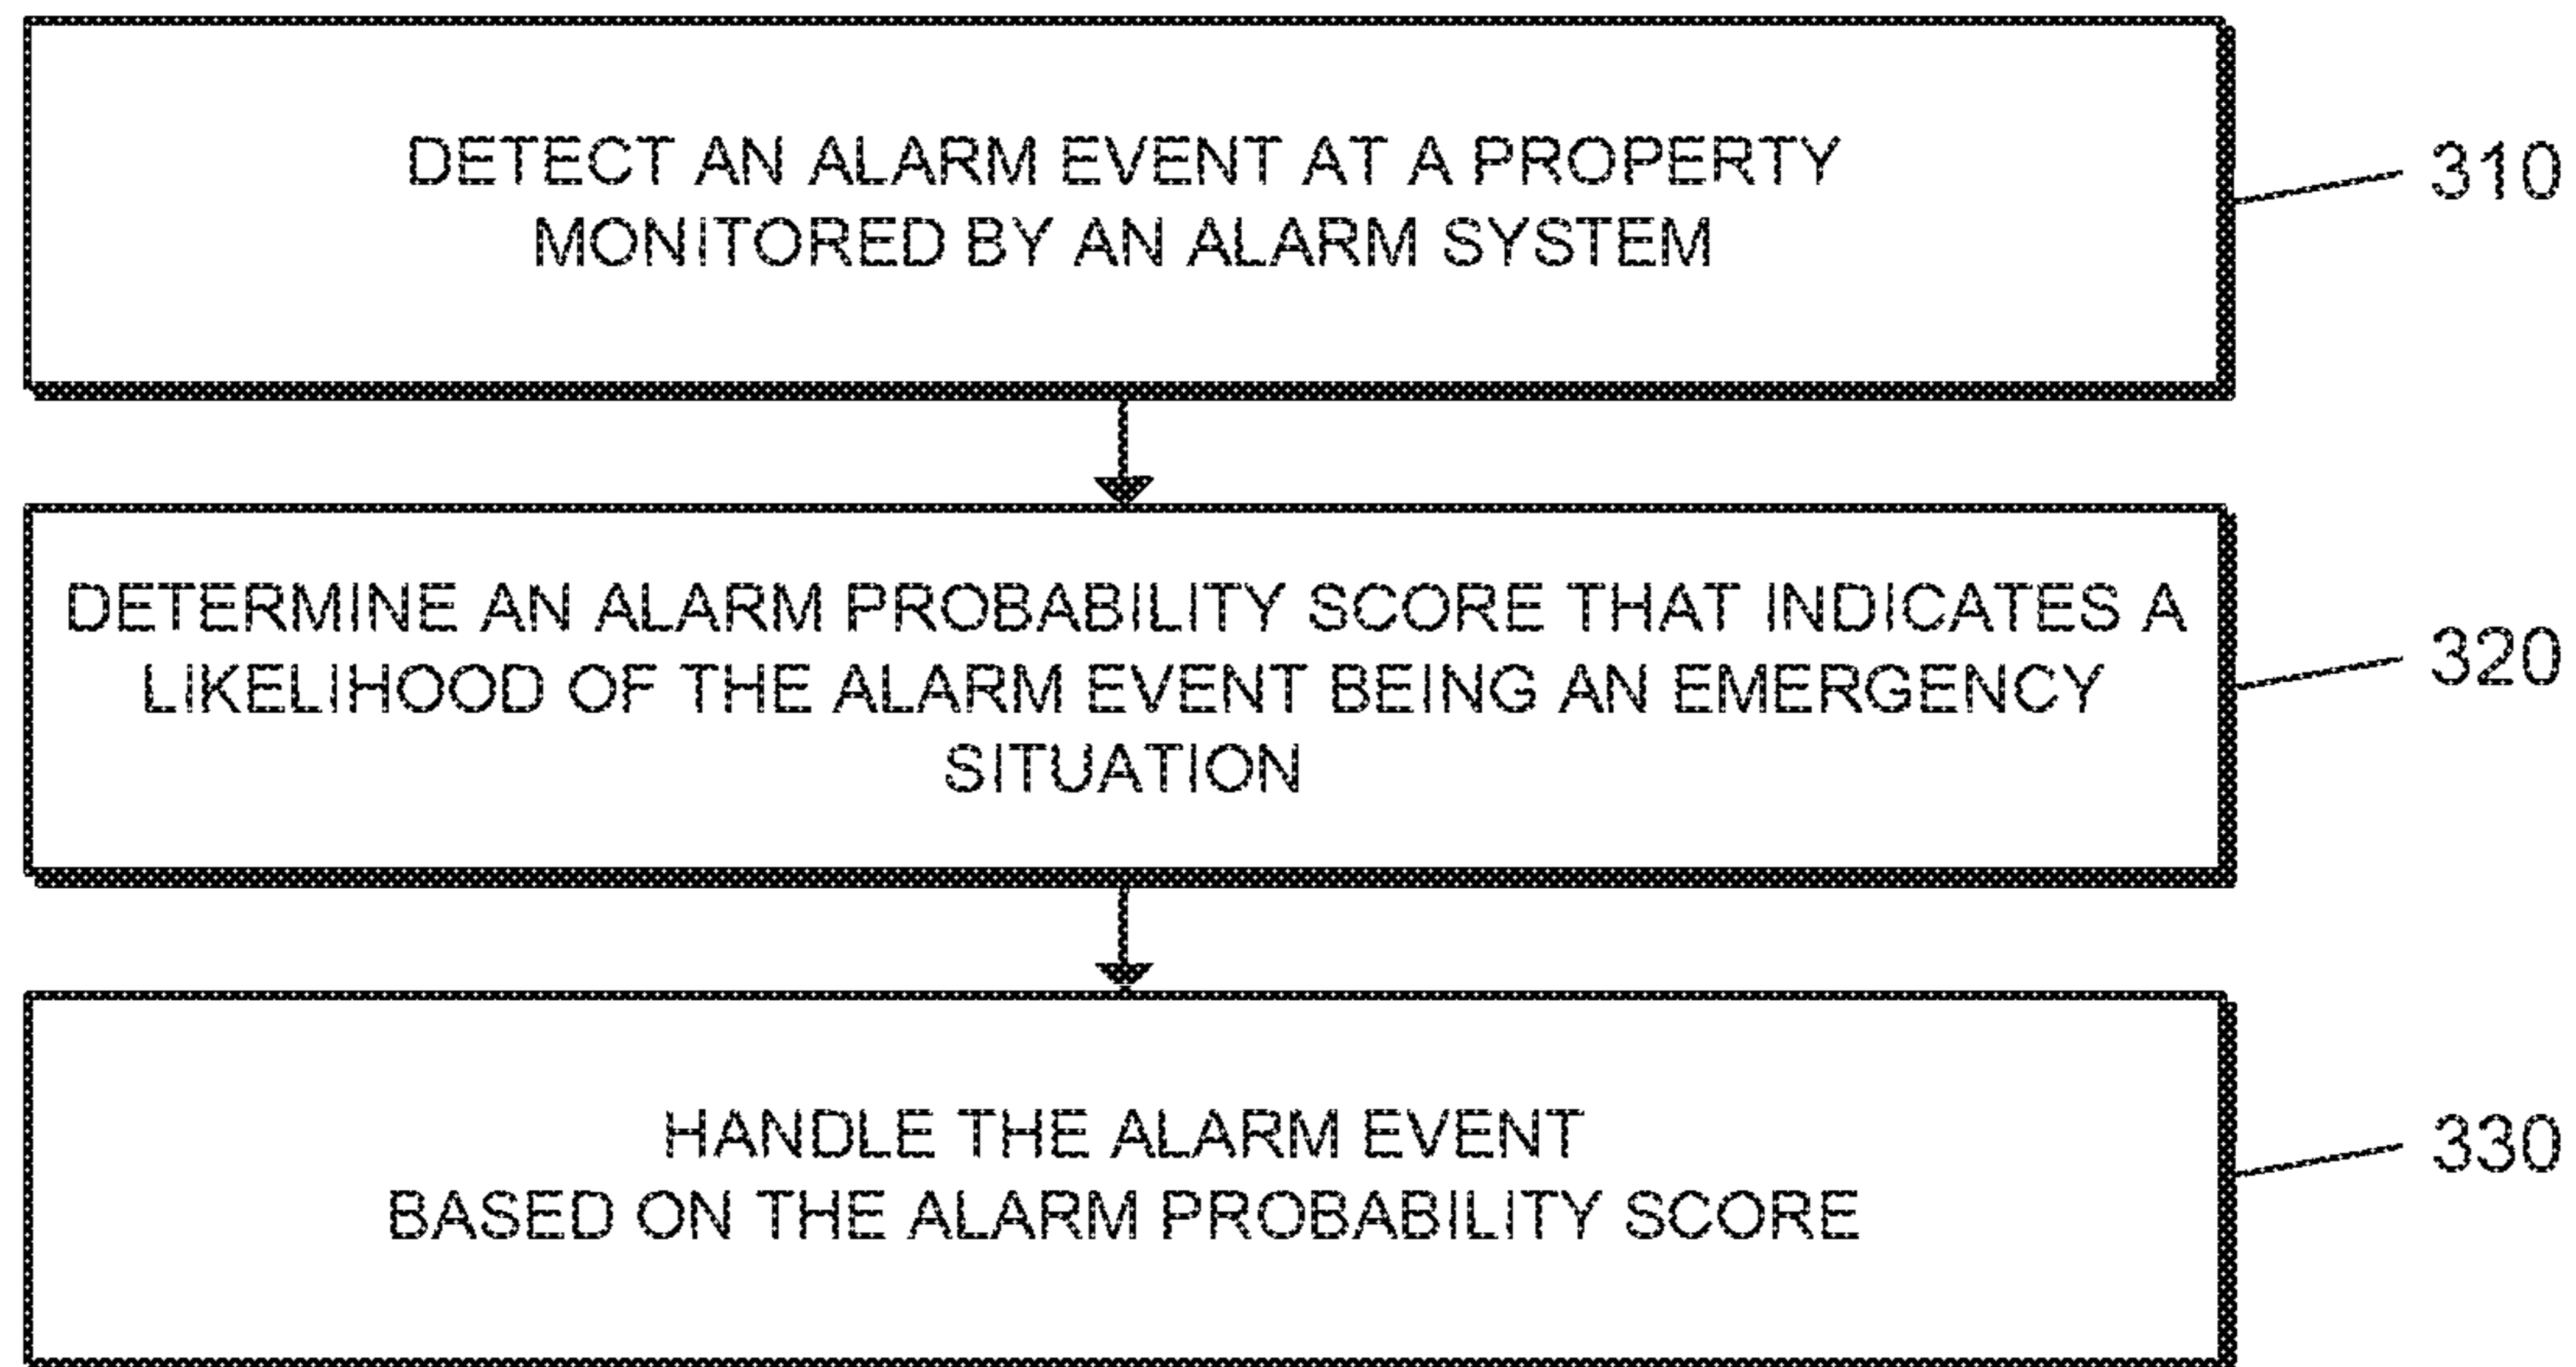 DETECT AN ALARM EVENT AT A PROPERTY
MONITORED BY AN ALARM SYSTEM
310
DETERMINE AN ALARM PROBABILITY SCORE THAT INDICATES A
LIKELIHOOD OF THE ALARM EVENT BEING AN EMERGENCY
SITUATION
320
HANDLE THE ALARM EVENT
BASED ON THE ALARM PROBABILITY SCORE
330